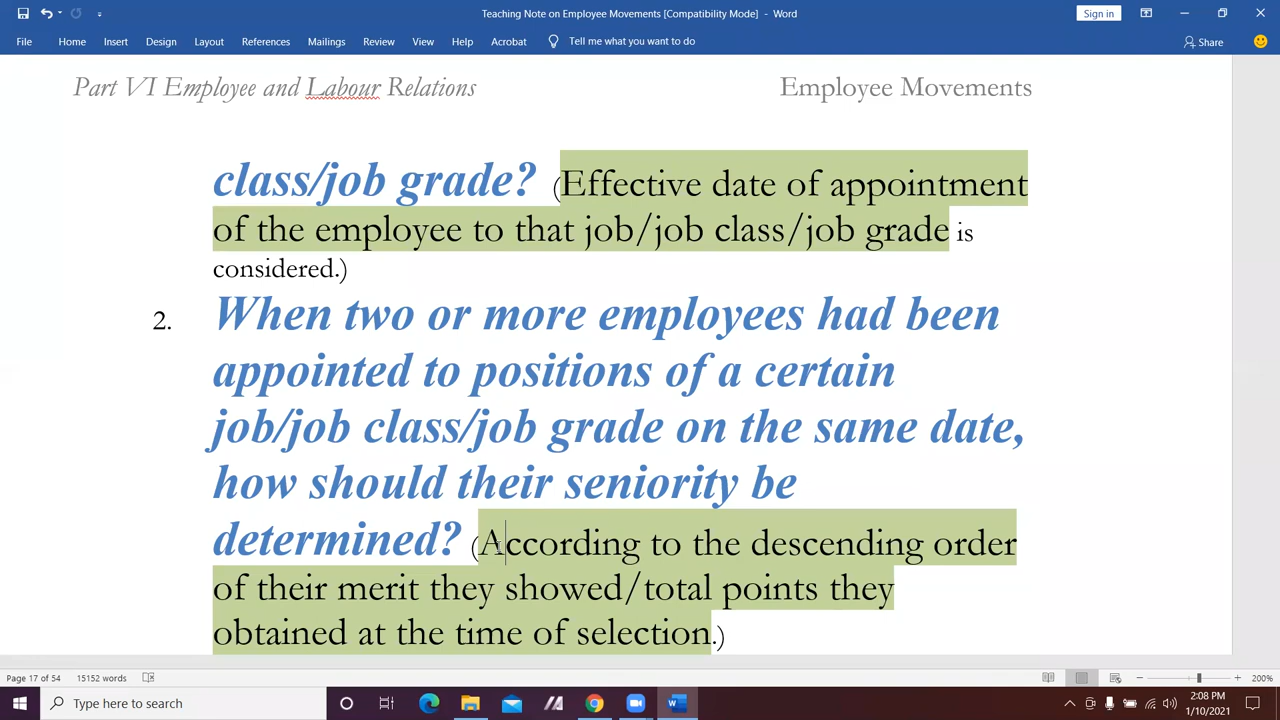 Teaching Note on Employee Movements [Compatibility Mode] - Word
Sign in
File Home Insert Design Layout References Mailings Review View Help Acrobat Tell me what you want to do Share
Part VI Employee and Labour Relations Employee Movements
class/job grade? (Effective date of appointment
of the employee to that job/job class/job grade is
considered.)
2. When two or more employees had been
appointed to positions of a certain
job/job class/job grade on the same date,
how should their seniority be
determined? (According to the descending order
of their merit they showed/total points they
obtained at the time of selection.)
Page 17 of 54 15152 words 200%
Type here to search
2:08 PM
1/10/2021